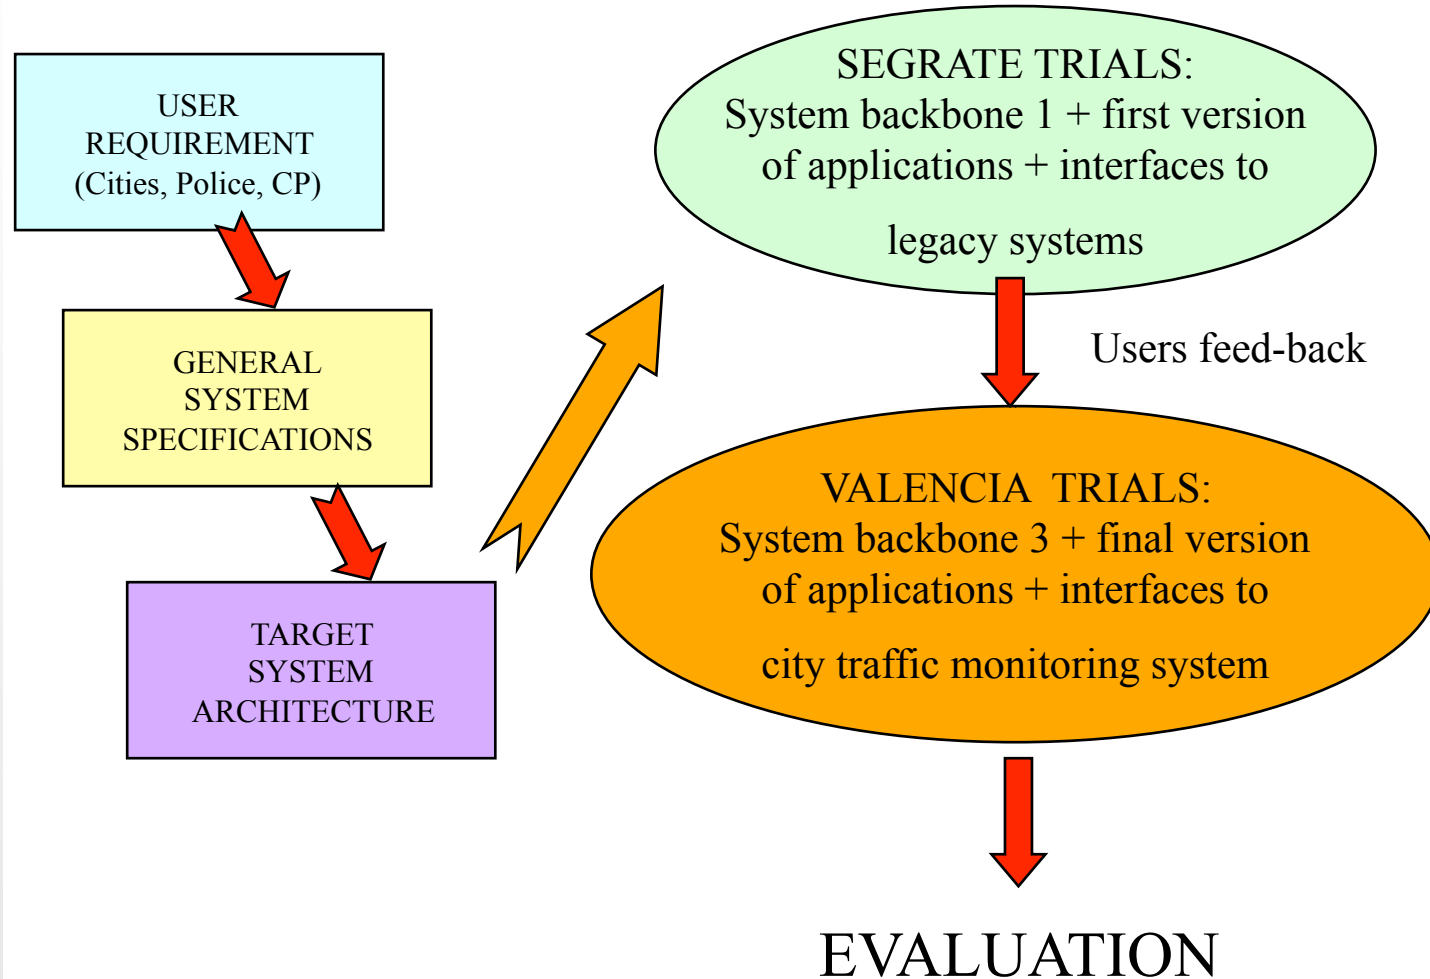 USER
REQUIREMENT
(Cities, Police, CP)
GENERAL
SYSTEM
SPECIFICATIONS
TARGET
SYSTEM
ARCHITECTURE
SEGRATE TRIALS:
System backbone 1 + first version
of applications + interfaces to
legacy systems
Users feed-back
VALENCIA TRIALS:
System backbone 3 + final version
of applications + interfaces to
city traffic monitoring system
EVALUATION